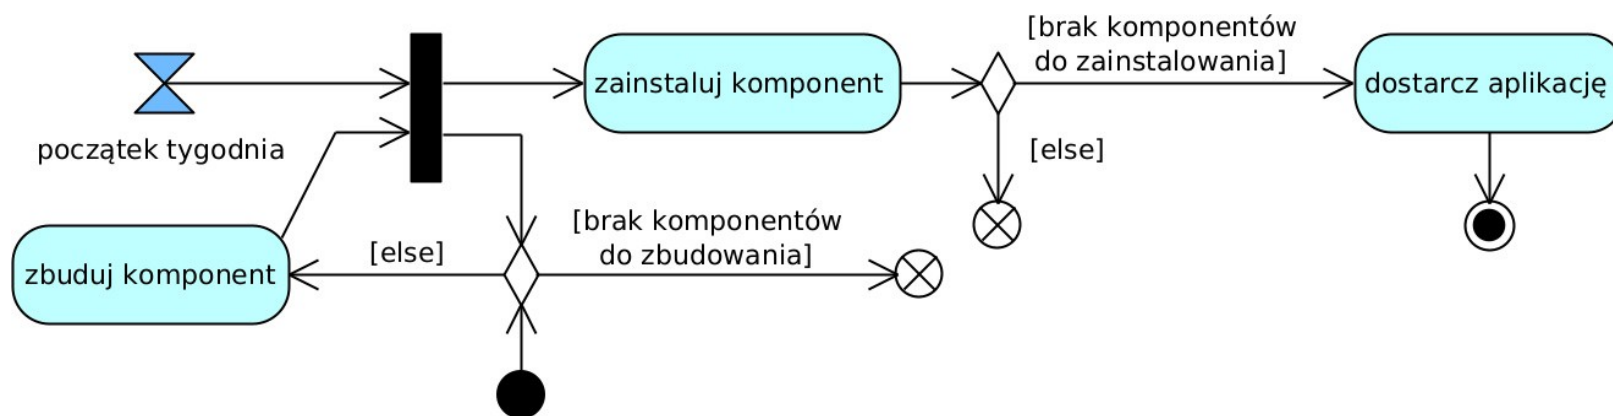 [brak komponentów
do zainstalowania]
zainstaluj komponent
dostarcz aplikację
początek tygodnia
[else]
[brak komponentów
do zbudowania]
[else]
zbuduj komponent